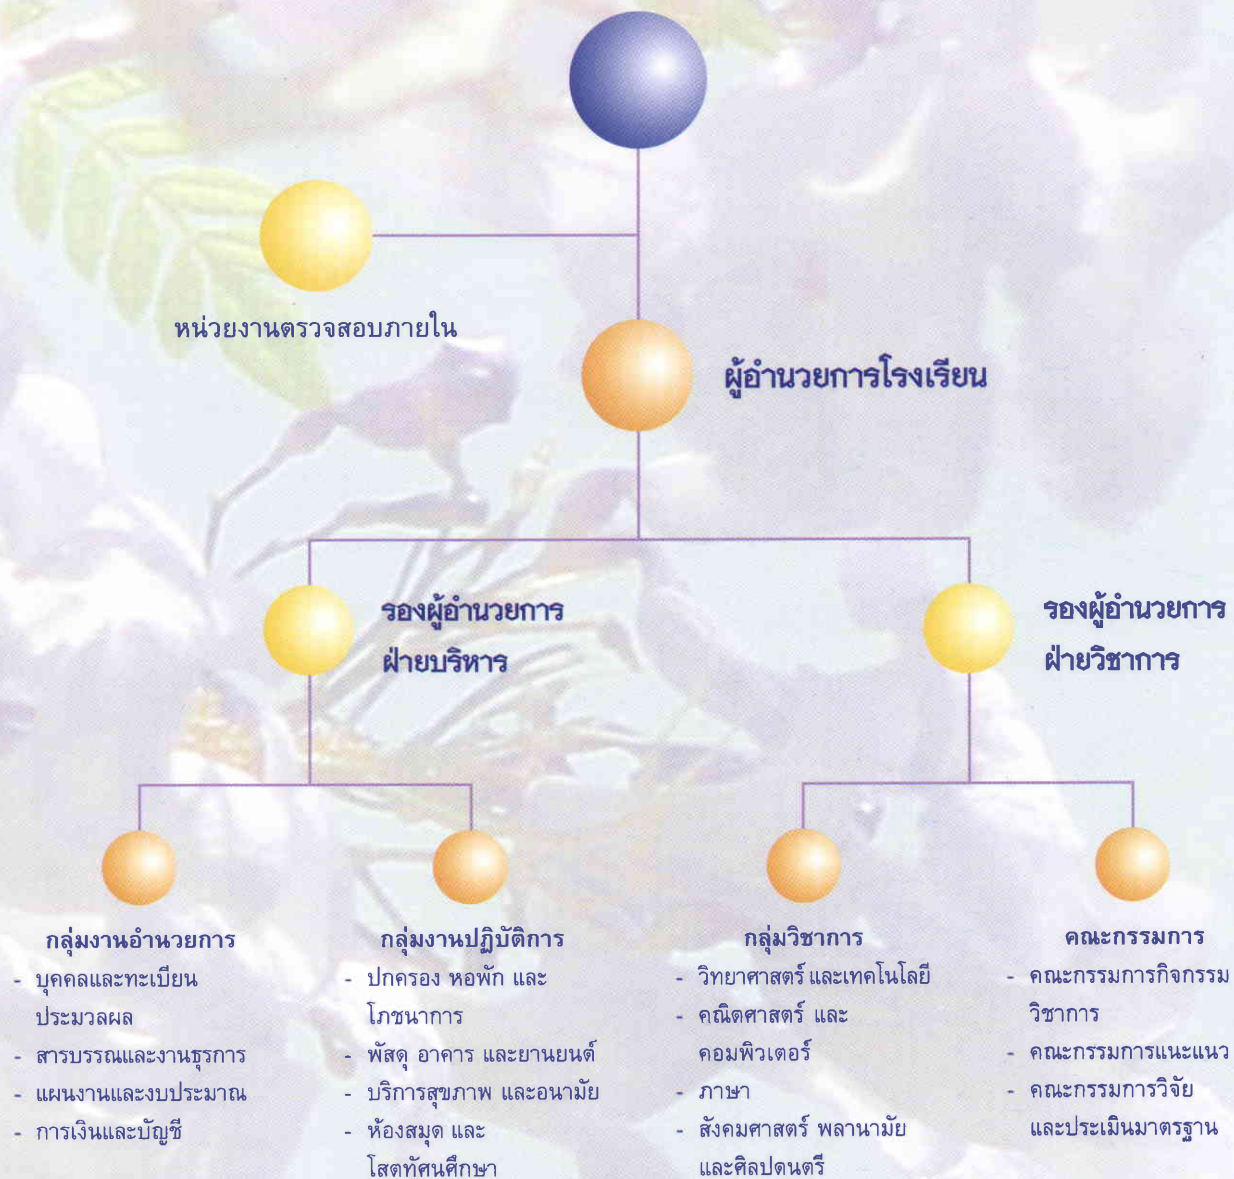 หน่วยงานตรวจสอบภายใน
ผู้อำนวยการโรงเรียน
รองผู้อำนวยการ
ฝ่ายบริหาร
รองผู้อำนวยการ
ฝ่ายวิชาการ
กลุ่มงานอำนวยการ
- บุคคลและทะเบียน
ประมวลผล
- สารบรรณและงานธุรการ
- แผนงานและงบประมาณ
- การเงินและบัญชี
กลุ่มงานปฏิบัติการ
- ปกครอง หอพัก และ
โภชนาการ
- พัสดุ อาคาร และยานยนต์
- บริการสุขภาพ และอนามัย
- ห้องสมุด และ
โสตทัศนศึกษา
กลุ่มวิชาการ
- วิทยาศาสตร์ และเทคโนโลยี
- คณิตศาสตร์ และ
คอมพิวเตอร์
- ภาษา
- สังคมศาสตร์ พลานามัย
และศิลปดนตรี
คณะกรรมการ
- คณะกรรมการกิจกรรม
วิชาการ
- คณะกรรมการแนะแนว
- คณะกรรมการวิจัย
และประเมินมาตรฐาน